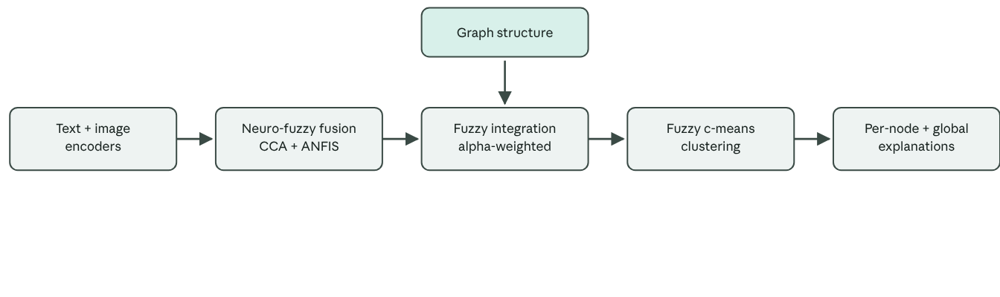 Graph structure
Text + image
encoders
Neuro-fuzzy fusion
CCA + ANFIS
Fuzzy integration
alpha-weighted
Fuzzy c-means
clustering
Per-node + global
explanations